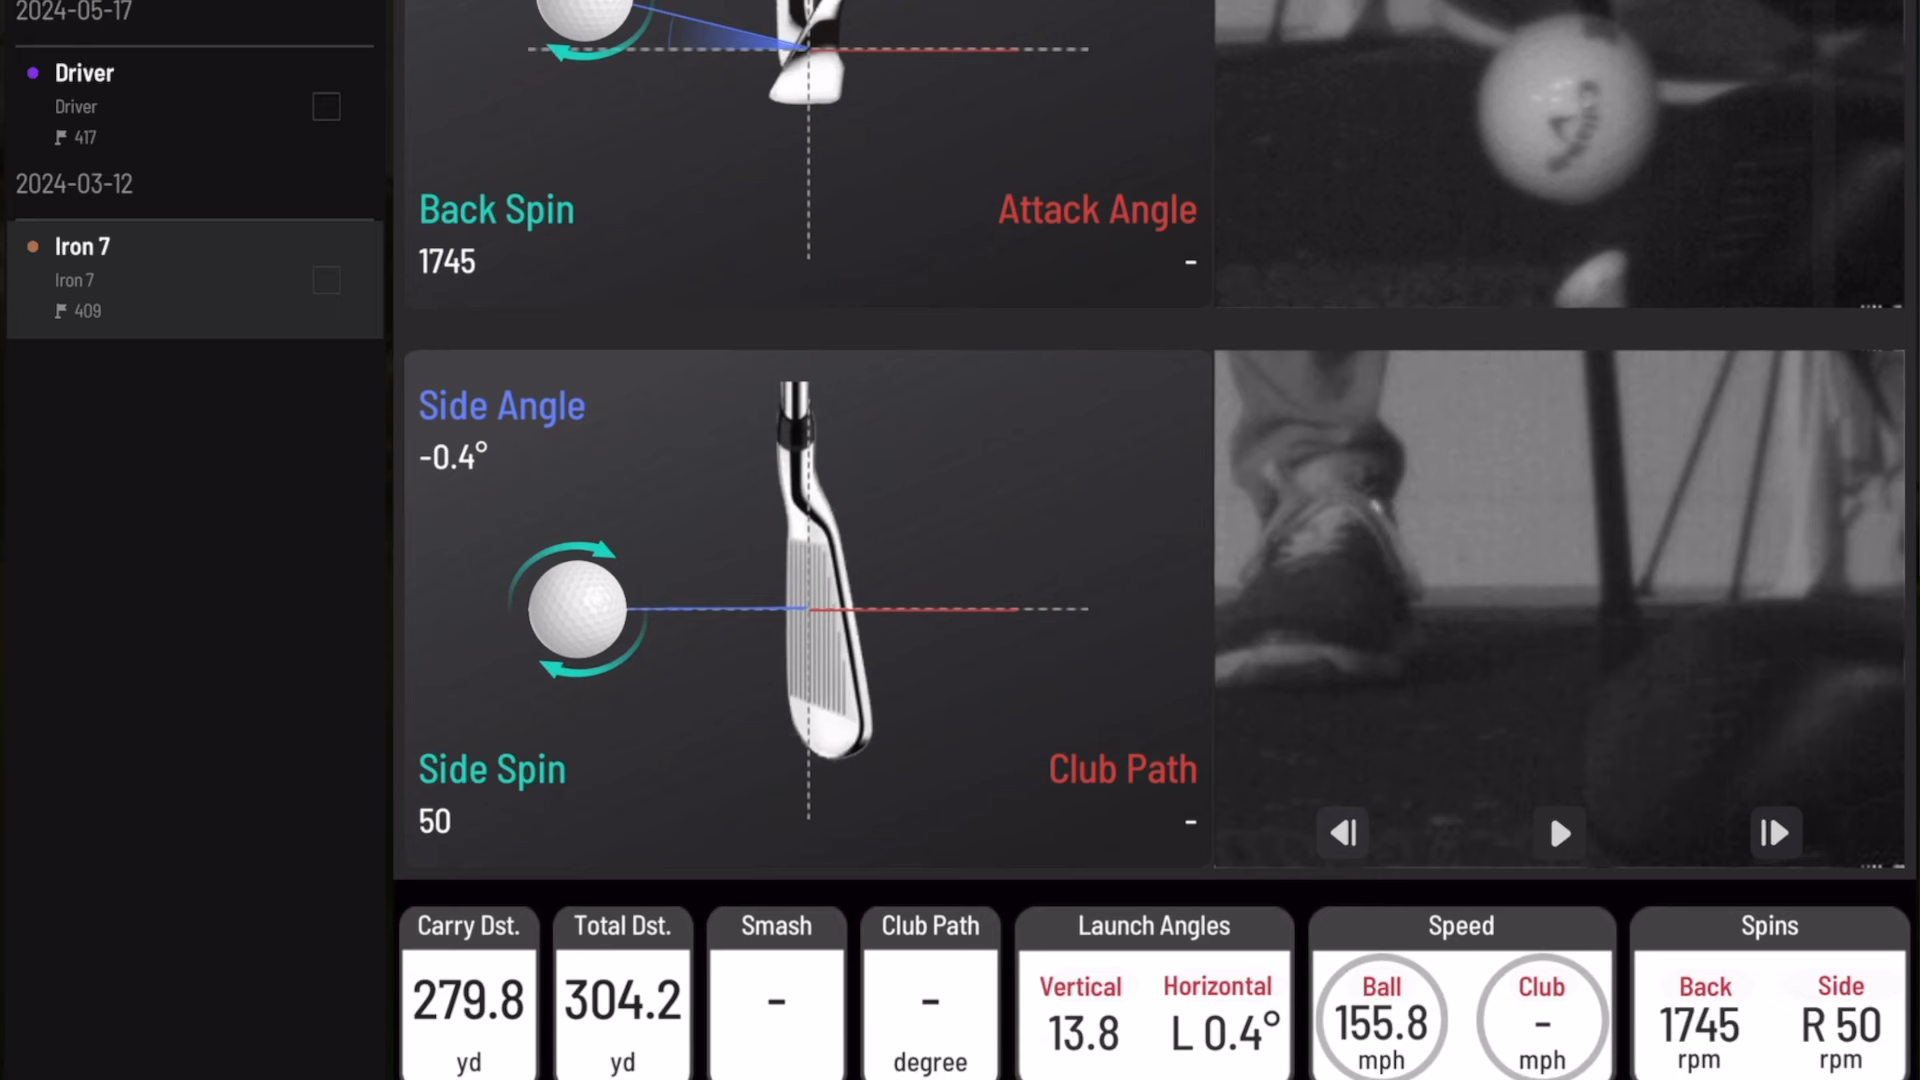 2024-05-17
Driver
Driver
417
2024-03-12
Iron 7
Iron 7
409
Back Spin
1745
Attack Angle
-
Side Angle
-0.4°
Side Spin
50
Club Path
-
Carry Dst.
279.8
yd
Total Dst.
304.2
yd
Smash
-
Club Path
-
degree
Launch Angles
Vertical
13.8
Horizontal
L 0.4°
Speed
Ball
155.8
mph
Club
-
mph
Spins
Back
1745
rpm
Side
R 50
rpm